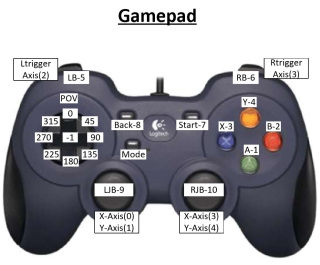 Gamepad
Ltrigger
Axis(2)
LB-5
RB-6
Rtrigger
Axis(3)
POV
0
315
45
270
-1
90
225
135
180
Back-8
Logitech
Start-7
Mode
Y-4
X-3
B-2
A-1
LJB-9
RJB-10
X-Axis(0)
Y-Axis(1)
X-Axis(3)
Y-Axis(4)